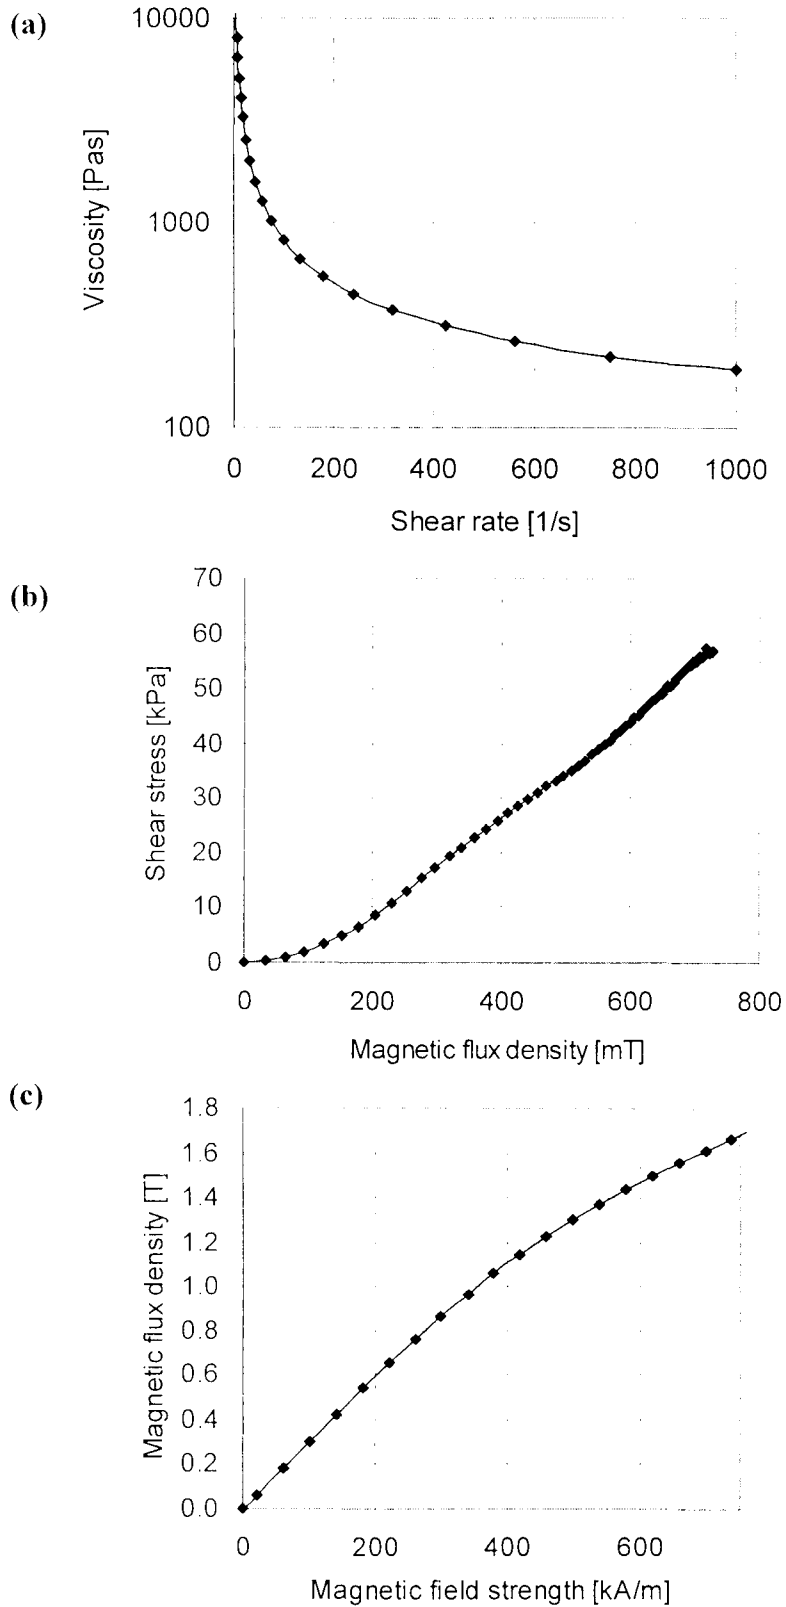 (a)
10000
1000
100
Viscosity [Pas]
0 200 400 600 800 1000
Shear rate [1/s]
(b)
70
60
50
40
30
20
10
0
Shear stress [kPa]
0 200 400 600 800
Magnetic flux density [mT]
(c)
1.8
1.6
1.4
1.2
1.0
0.8
0.6
0.4
0.2
0.0
Magnetic flux density [T]
0 200 400 600
Magnetic field strength [kA/m]